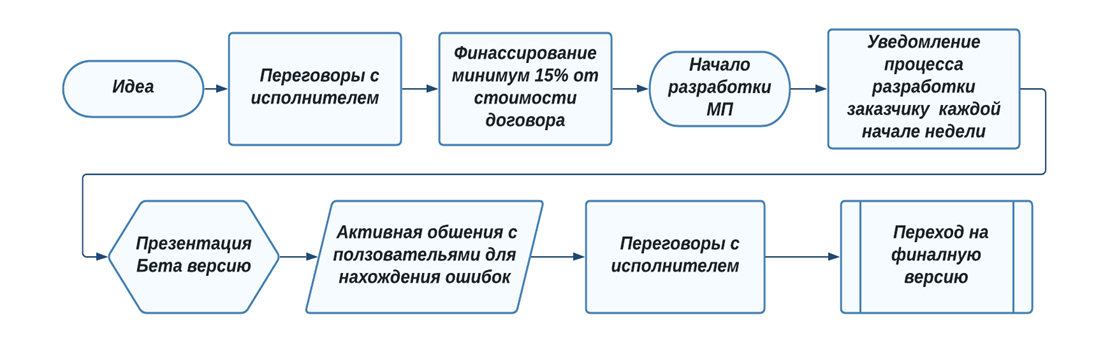 Идея
Переговоры с
исполнителем
Финассирование
минимум 15% от
стоимости
договора
Начало
разработки
МП
Уведомление
процесса
разработки
заказчику каждой
начале недели
Презентация
Бета версию
Активная обшения с
ползовательями для
нахождения ошибок
Переговоры с
исполнителем
Переход на
финалную
версию